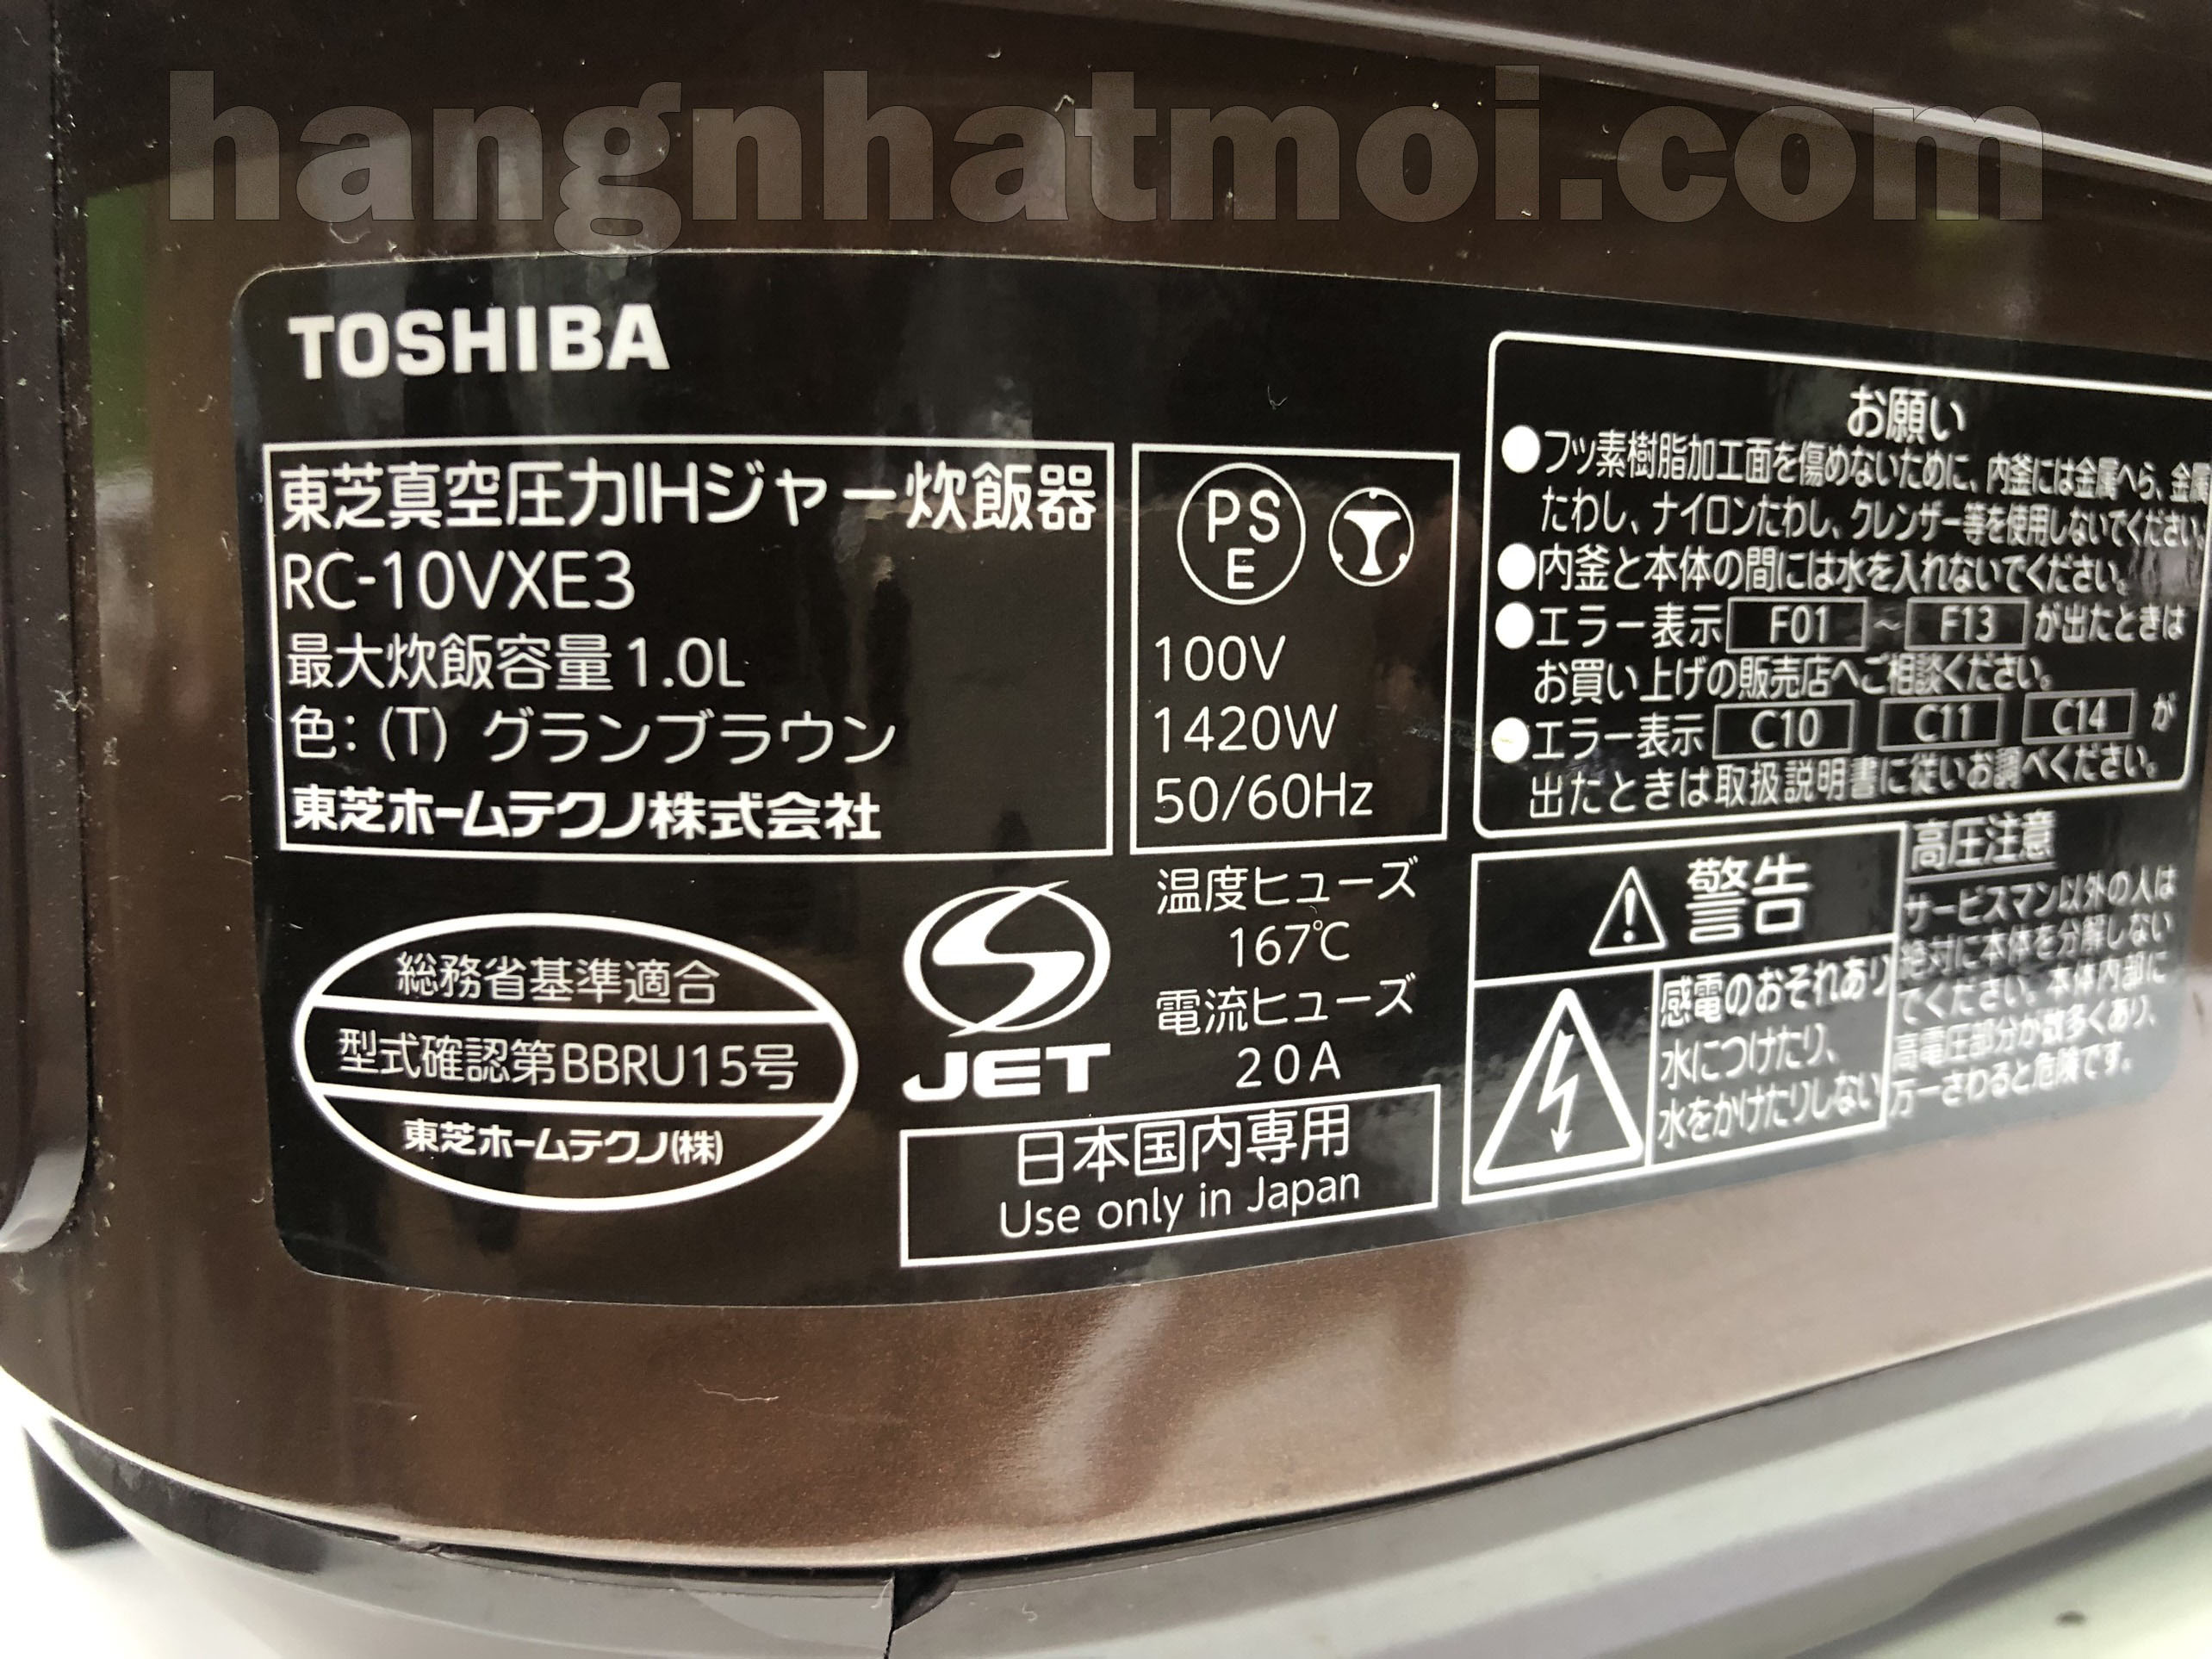 hangnhatmoi.com
TOSHIBA
東芝真空圧力IHジャー炊飯器
RC-10VXE3
最大炊飯容量1.0L
色:(T) グランブラウン
東芝ホームテクノ株式会社
PS
E
T
100V
1420W
50/60Hz
お願い
●フッ素樹脂加工面を傷めないために、内釜には金属へら、金属
たわし、ナイロンたわし、クレンザー等を使用しないでください。
●内釜と本体の間には水を入れないでください。
●エラー表示 F01 ~ F13 が出たときは
お買い上げの販売店へご相談ください。
●エラー表示 C10 C11 C14 が
出たときは取扱説明書に従いお調べください。
総務省基準適合
型式確認第BBRU15号
東芝ホームテクノ(株)
JET
温度ヒューズ
167℃
電流ヒューズ
20A
日本国内専用
Use only in Japan
警告
感電のおそれあり
水につけたり、
水をかけたりしない
高圧注意
サービスマン以外の人は
絶対に本体を分解しない
でください。本体内部に
高電圧部分が数多くあり、
万一さわると危険です。